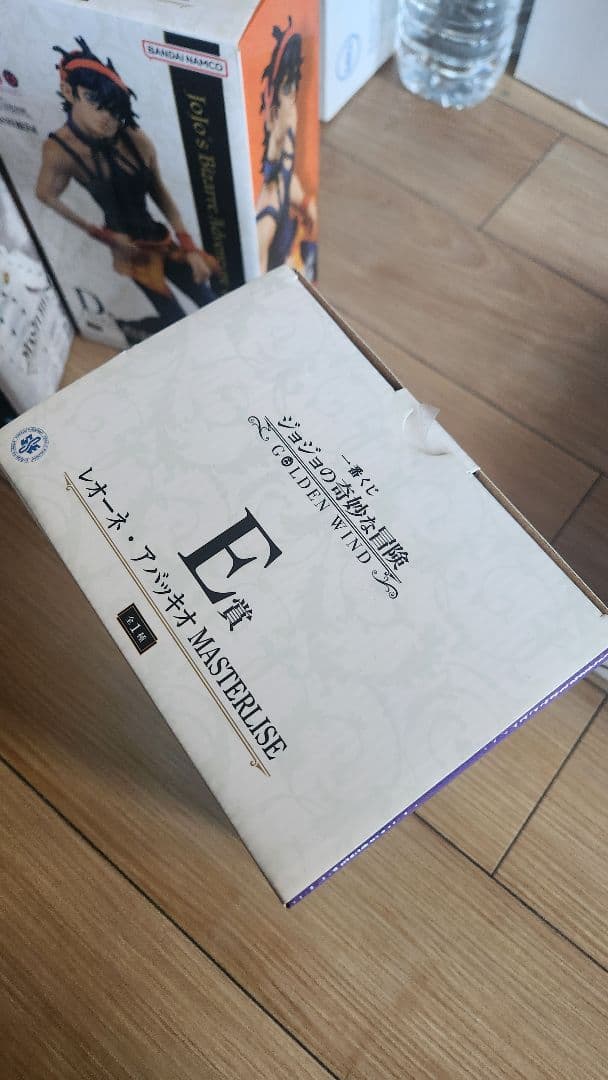 BANDAI NAMCO
JoJo's Bizarre Adventure
D
一番くじ
ジョジョの奇妙な冒険
GOLDEN WIND
E賞
レオーネ・アバッキオ MASTERLISE
全1種